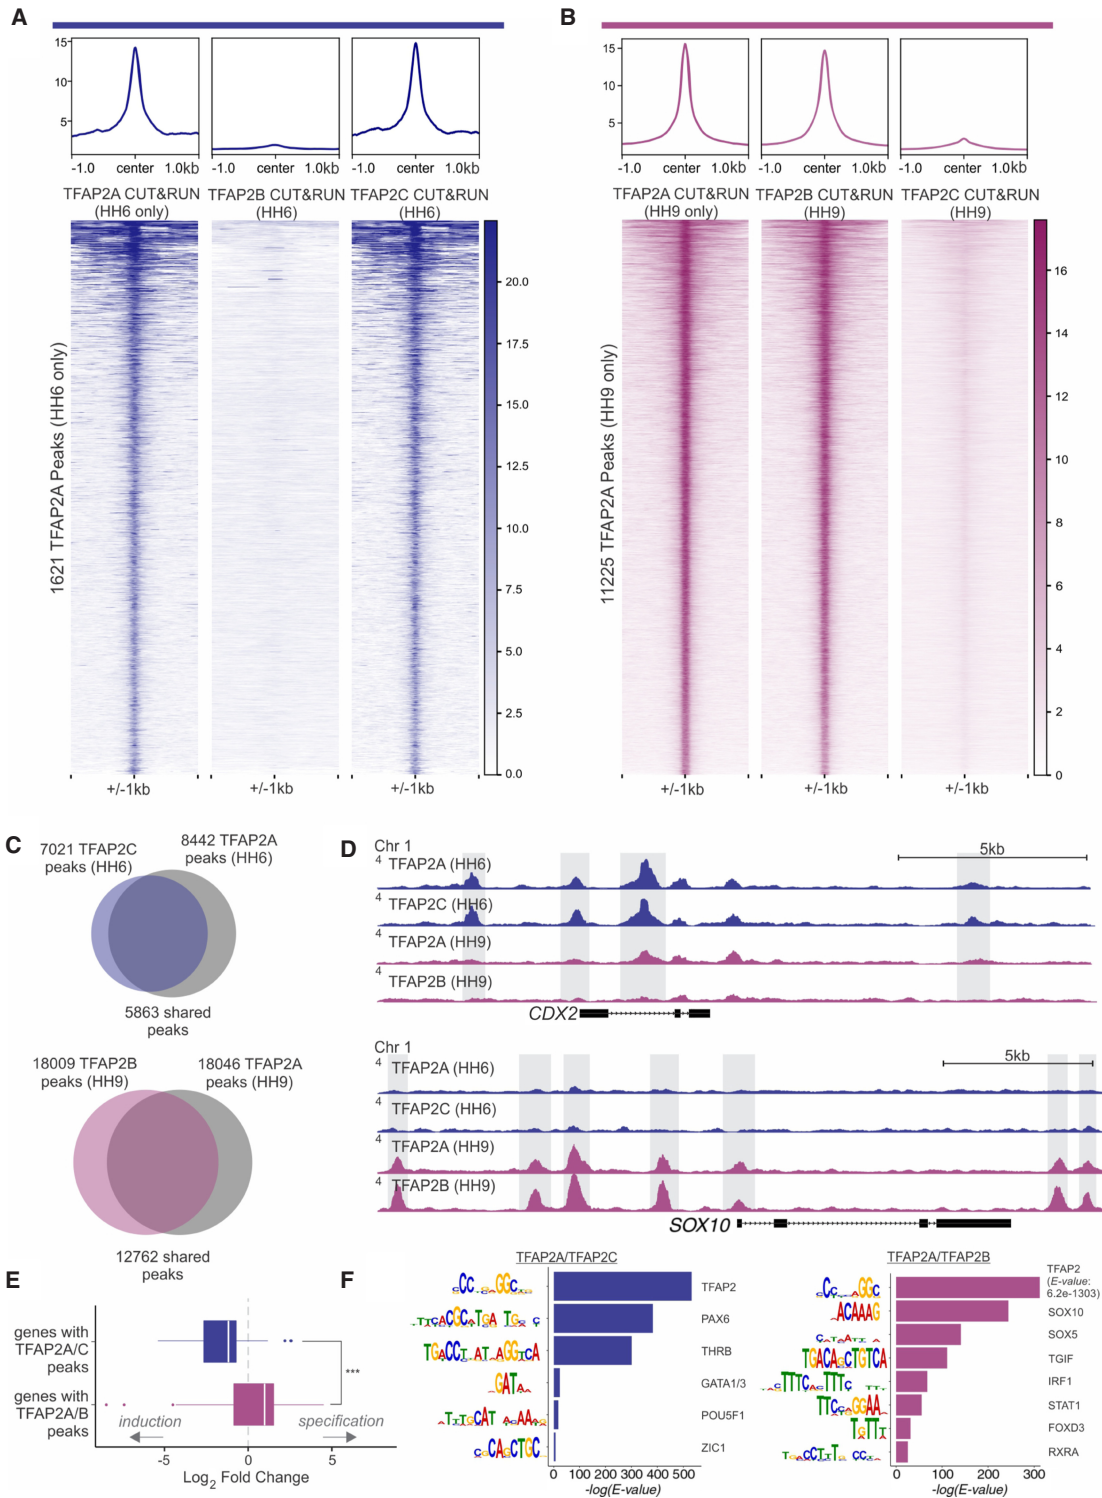 A
B
15
10
5
-1.0 center 1.0kb
-1.0 center 1.0kb
-1.0 center 1.0kb
15
10
5
-1.0 center 1.0kb
-1.0 center 1.0kb
-1.0 center 1.0kb
TFAP2A CUT&RUN
(HH6 only)
TFAP2B CUT&RUN
(HH6)
TFAP2C CUT&RUN
(HH6)
TFAP2A CUT&RUN
(HH9 only)
TFAP2B CUT&RUN
(HH9)
TFAP2C CUT&RUN
(HH9)
1621 TFAP2A Peaks (HH6 only)
20.0
17.5
15.0
12.5
10.0
7.5
5.0
2.5
0.0
+/-1kb
+/-1kb
+/-1kb
11225 TFAP2A Peaks (HH9 only)
16
14
12
10
8
6
4
2
0
+/-1kb
+/-1kb
+/-1kb
C
7021 TFAP2C
peaks (HH6)
8442 TFAP2A
peaks (HH6)
5863 shared
peaks
18009 TFAP2B
peaks (HH9)
18046 TFAP2A
peaks (HH9)
12762 shared
peaks
D
Chr 1
5kb
4 TFAP2A (HH6)
4 TFAP2C (HH6)
4 TFAP2A (HH9)
4 TFAP2B (HH9)
CDX2
Chr 1
5kb
4 TFAP2A (HH6)
4 TFAP2C (HH6)
4 TFAP2A (HH9)
4 TFAP2B (HH9)
SOX10
E
genes with
TFAP2A/C
peaks
genes with
TFAP2A/B
peaks
***
induction
specification
-5 0 5
Log2 Fold Change
F
TFAP2A/TFAP2C
TFAP2
PAX6
THRB
GATA1/3
POU5F1
ZIC1
0 100 200 300 400 500
-log(E-value)
TFAP2A/TFAP2B
TFAP2
(E-value:
6.2e-1303)
SOX10
SOX5
TGIF
IRF1
STAT1
FOXD3
RXRA
0 100 200 300
-log(E-value)